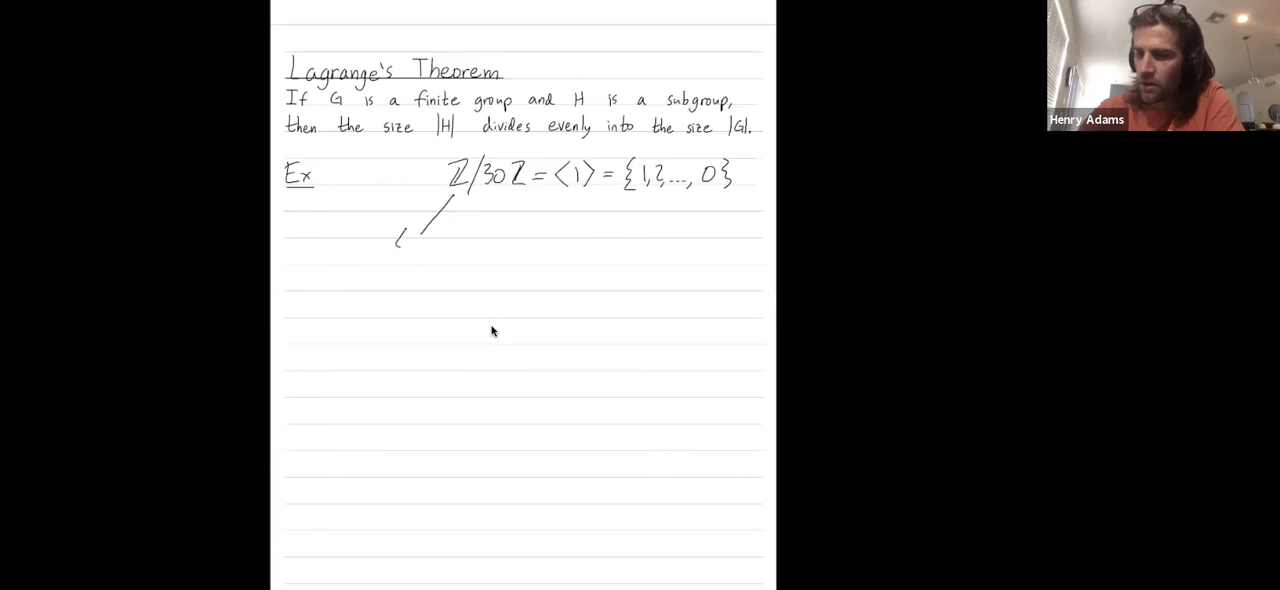 Lagrange's Theorem
If G is a finite group and H is a subgroup,
then the size |H| divides evenly into the size |G|.
Ex ℤ/30ℤ = ⟨1⟩ = {1,2,..., 0}
⟨
Henry Adams